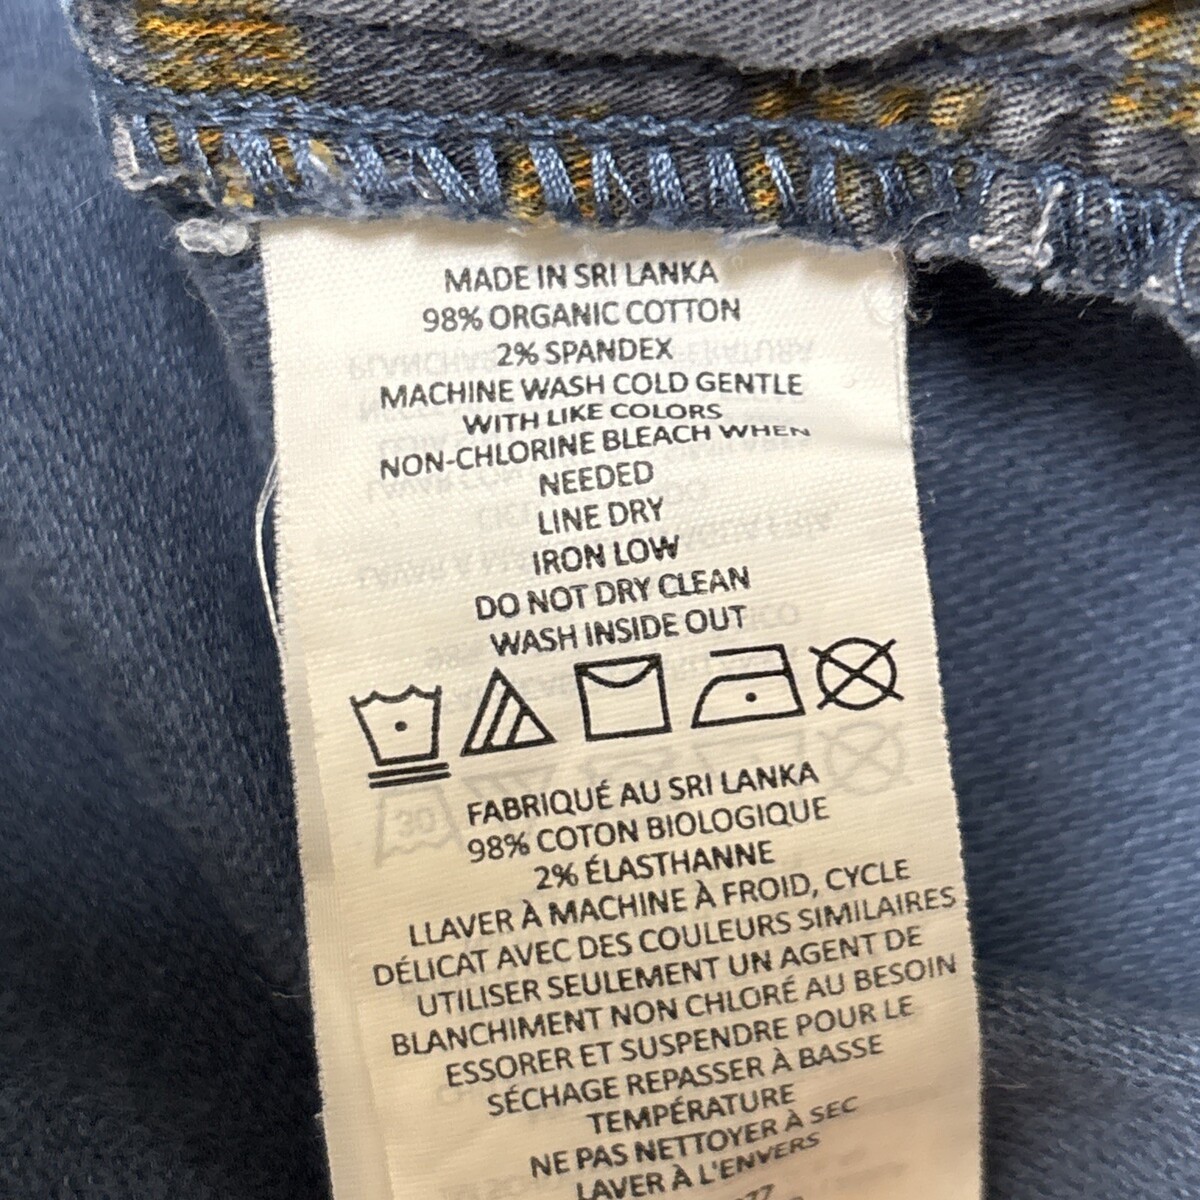 MADE IN SRI LANKA
98% ORGANIC COTTON
2% SPANDEX
MACHINE WASH COLD GENTLE
WITH LIKE COLORS
NON-CHLORINE BLEACH WHEN
NEEDED
LINE DRY
IRON LOW
DO NOT DRY CLEAN
WASH INSIDE OUT
FABRIQUÉ AU SRI LANKA
98% COTON BIOLOGIQUE
2% ÉLASTHANNE
LLAVER À MACHINE À FROID, CYCLE
DÉLICAT AVEC DES COULEURS SIMILAIRES
UTILISER SEULEMENT UN AGENT DE
BLANCHIMENT NON CHLORÉ AU BESOIN
ESSORER ET SUSPENDRE POUR LE
SÉCHAGE REPASSER À BASSE
TEMPÉRATURE
NE PAS NETTOYER À SEC
LAVER À L'ENVERS